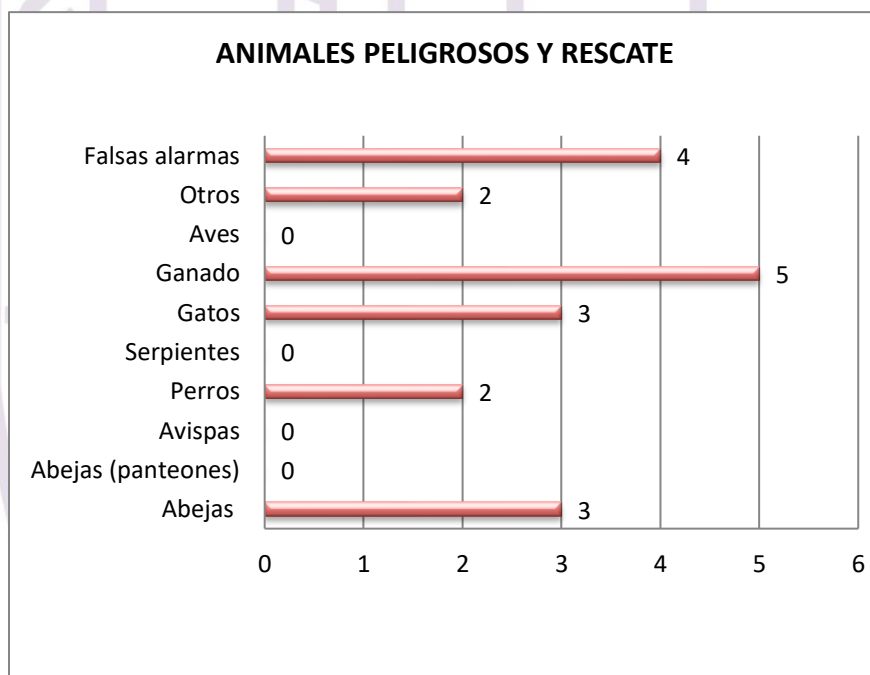 ANIMALES PELIGROSOS Y RESCATE
Falsas alarmas 4
Otros 2
Aves 0
Ganado 5
Gatos 3
Serpientes 0
Perros 2
Avispas 0
Abejas (panteones) 0
Abejas 3
0 1 2 3 4 5 6